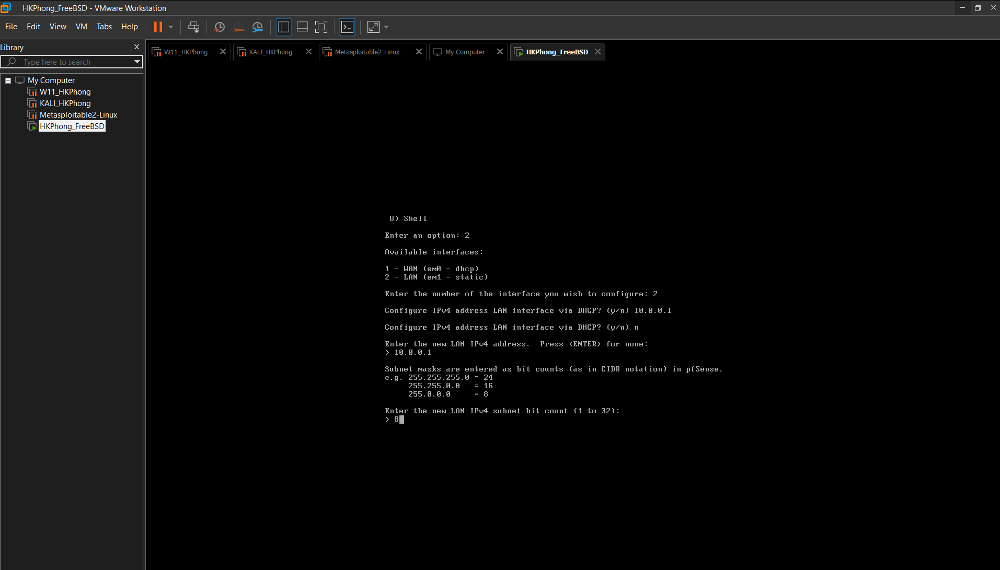 HKPhong_FreeBSD - VMware Workstation
File Edit View VM Tabs Help
Library
Type here to search
My Computer
W11_HKPhong
KALI_HKPhong
Metasploitable2-Linux
HKPhong_FreeBSD
W11_HKPhong KALI_HKPhong Metasploitable2-Linux My Computer HKPhong_FreeBSD
8) Shell
Enter an option: 2
Available interfaces:
1 - WAN (em0 - dhcp)
2 - LAN (em1 - static)
Enter the number of the interface you wish to configure: 2
Configure IPv4 address LAN interface via DHCP? (y/n) 10.0.0.1
Configure IPv4 address LAN interface via DHCP? (y/n) n
Enter the new LAN IPv4 address.  Press <ENTER> for none:
> 10.0.0.1
Subnet masks are entered as bit counts (as in CIDR notation) in pfSense.
e.g. 255.255.255.0 = 24
255.255.0.0   = 16
255.0.0.0     = 8
Enter the new LAN IPv4 subnet bit count (1 to 32):
> 8